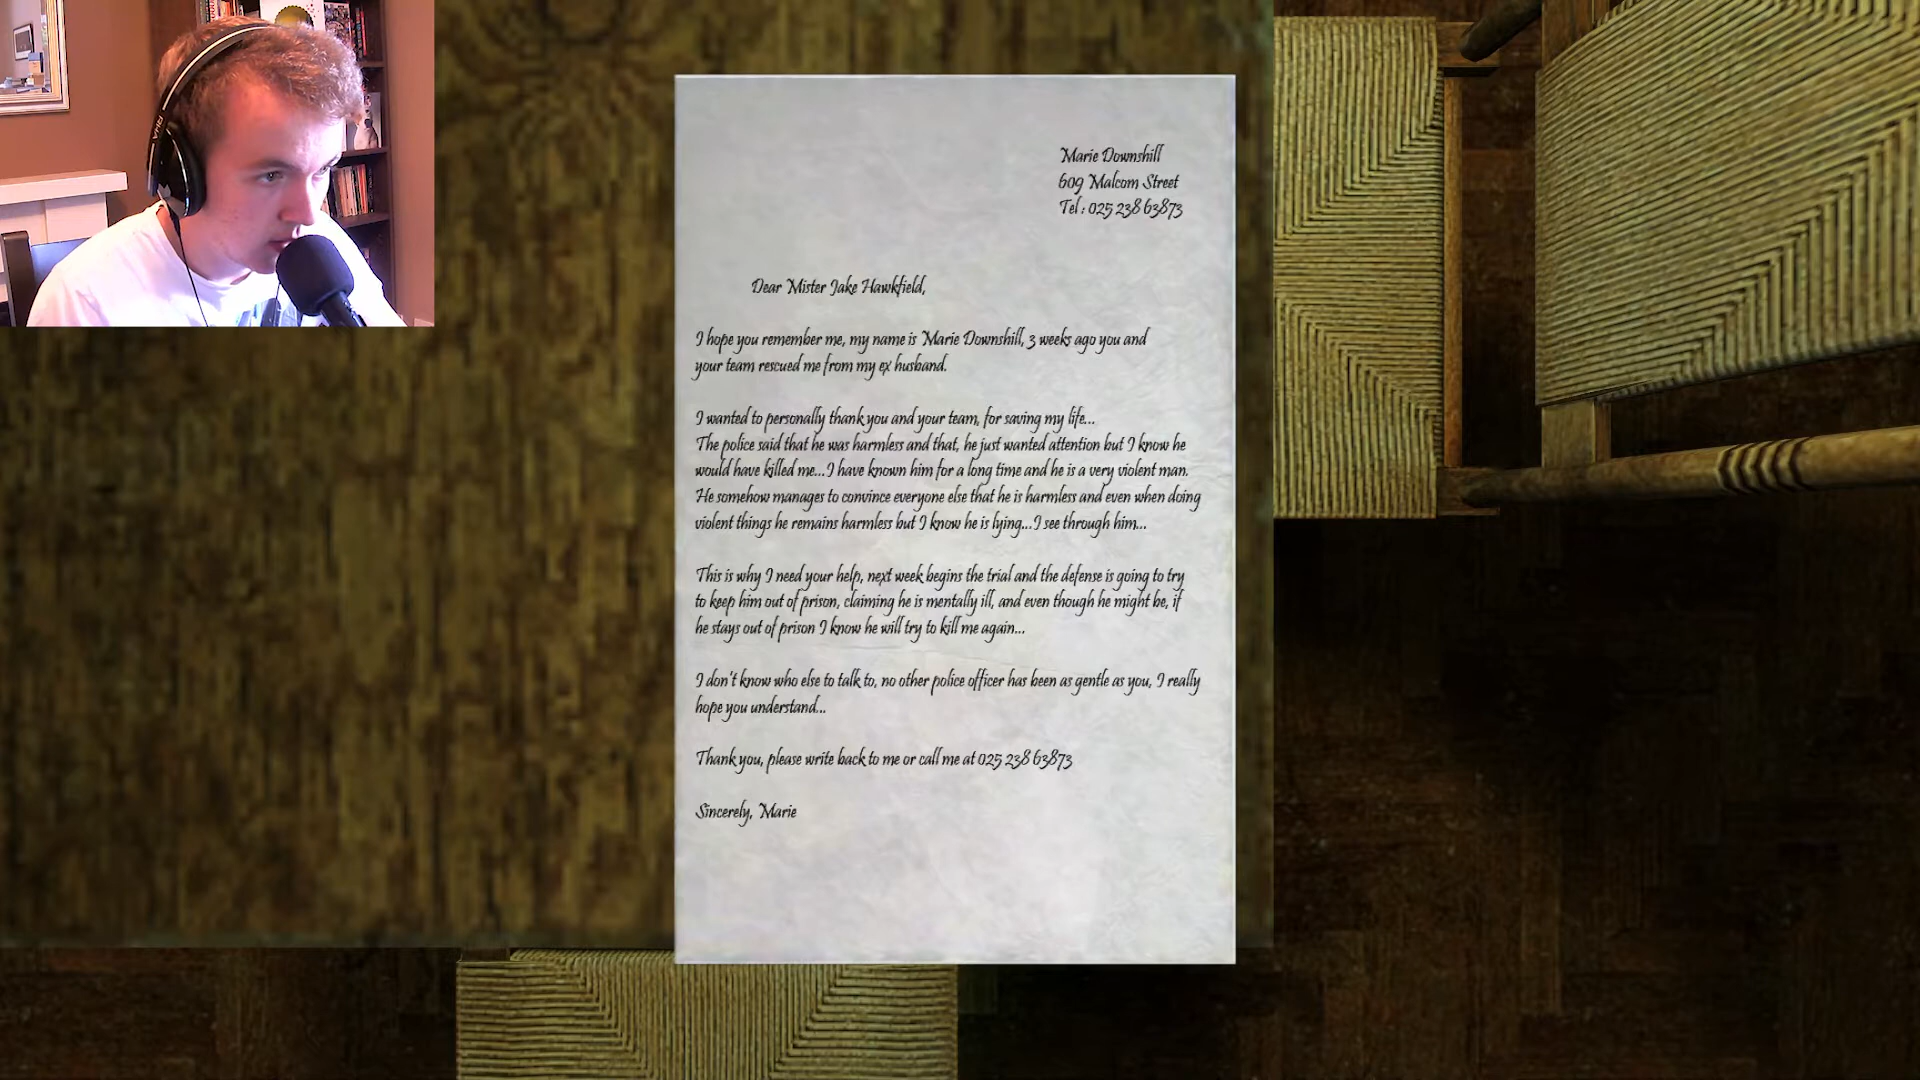 Marie Downshill
609 Malcom Street
Tel : 025 238 63873
Dear Mister Jake Hawkfield,
I hope you remember me, my name is Marie Downshill, 3 weeks ago you and
your team rescued me from my ex husband.
I wanted to personally thank you and your team, for saving my life...
The police said that he was harmless and that, he just wanted attention but I know he
would have killed me...I have known him for a long time and he is a very violent man.
He somehow manages to convince everyone else that he is harmless and even when doing
violent things he remains harmless but I know he is lying...I see through him...
This is why I need your help, next week begins the trial and the defense is going to try
to keep him out of prison, claiming he is mentally ill, and even though he might be, if
he stays out of prison I know he will try to kill me again...
I don't know who else to talk to, no other police officer has been as gentle as you, I really
hope you understand...
Thank you, please write back to me or call me at 025 238 63873
Sincerely, Marie
RHA